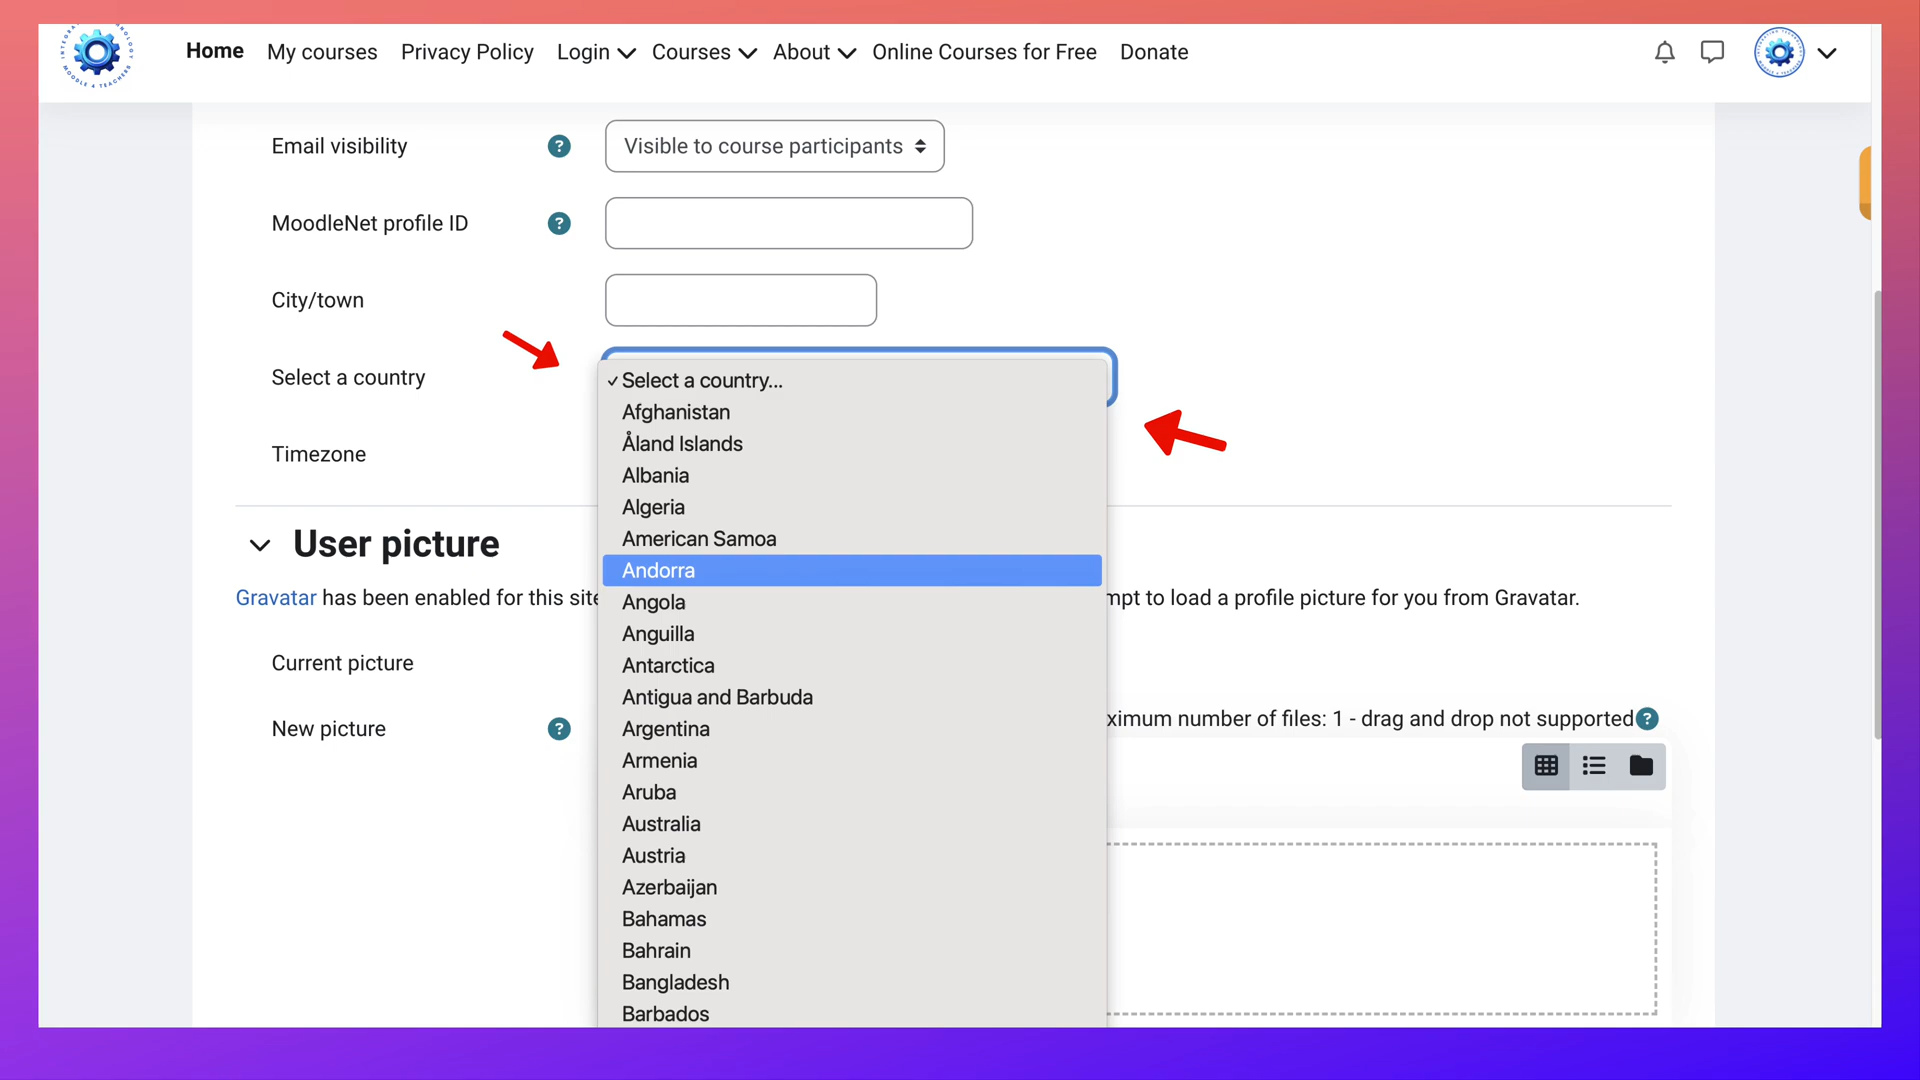 Home My courses Privacy Policy Login Courses About Online Courses for Free Donate
Email visibility ? Visible to course participants
MoodleNet profile ID ?
City/town
Select a country
✓ Select a country...
Afghanistan
Åland Islands
Albania
Timezone
Algeria
American Samoa
User picture
Andorra
Gravatar has been enabled for this site
mpt to load a profile picture for you from Gravatar.
Angola
Anguilla
Current picture
Antarctica
Antigua and Barbuda
New picture ?
ximum number of files: 1 - drag and drop not supported ?
Argentina
Armenia
Aruba
Australia
Austria
Azerbaijan
Bahamas
Bahrain
Bangladesh
Barbados